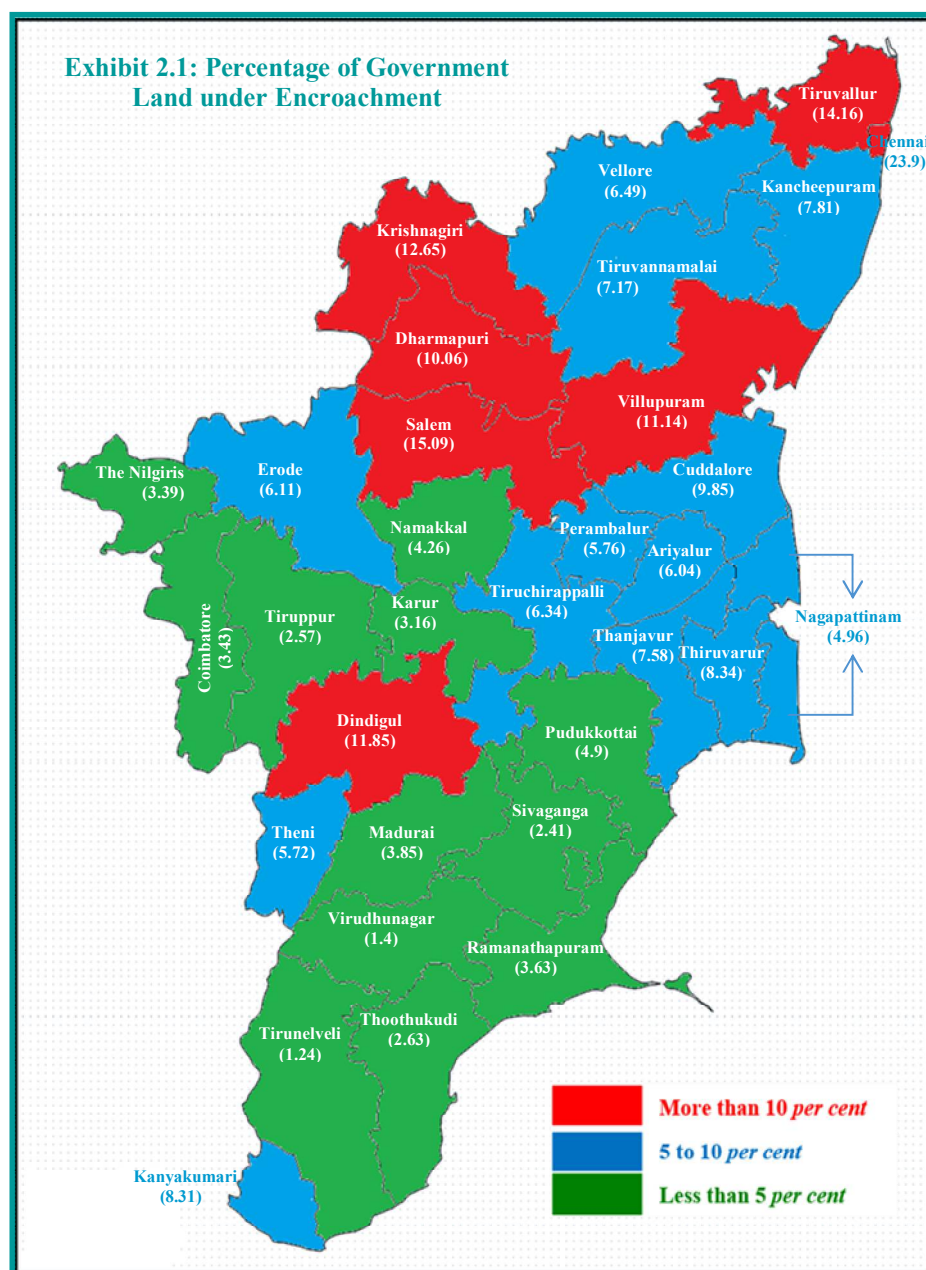 Exhibit 2.1: Percentage of Government
Land under Encroachment
Tiruvallur
(14.16)
Chennai
(23.9)
Vellore
(6.49)
Kancheepuram
(7.81)
Krishnagiri
(12.65)
Tiruvannamalai
(7.17)
Dharmapuri
(10.06)
Villupuram
(11.14)
Salem
(15.09)
The Nilgiris
(3.39)
Erode
(6.11)
Cuddalore
(9.85)
Namakkal
(4.26)
Perambalur
(5.76)
Ariyalur
(6.04)
Tiruchirappalli
(6.34)
Karur
(3.16)
Tiruppur
(2.57)
Coimbatore
(3.43)
Nagapattinam
(4.96)
Thanjavur
(7.58)
Thiruvarur
(8.34)
Dindigul
(11.85)
Pudukkottai
(4.9)
Sivaganga
(2.41)
Theni
(5.72)
Madurai
(3.85)
Virudhunagar
(1.4)
Ramanathapuram
(3.63)
Tirunelveli
(1.24)
Thoothukudi
(2.63)
Kanyakumari
(8.31)
More than 10 per cent
5 to 10 per cent
Less than 5 per cent